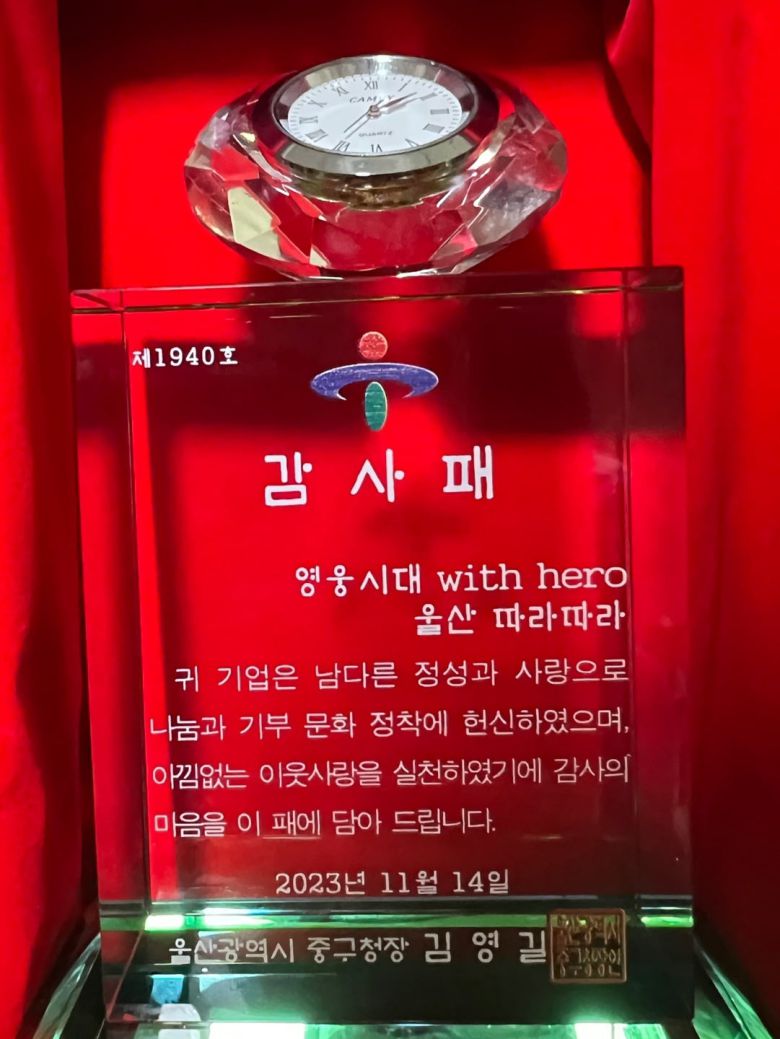 XII
CAMEY
QUARTZ
제1940호
감 사 패
영웅시대 with hero
울산 따라따라
귀 기업은 남다른 정성과 사랑으로
나눔과 기부 문화 정착에 헌신하였으며,
아낌없는 이웃사랑을 실천하였기에 감사의
마음을 이 패에 담아 드립니다.
2023년 11월 14일
울산광역시 중구청장 김 영 길